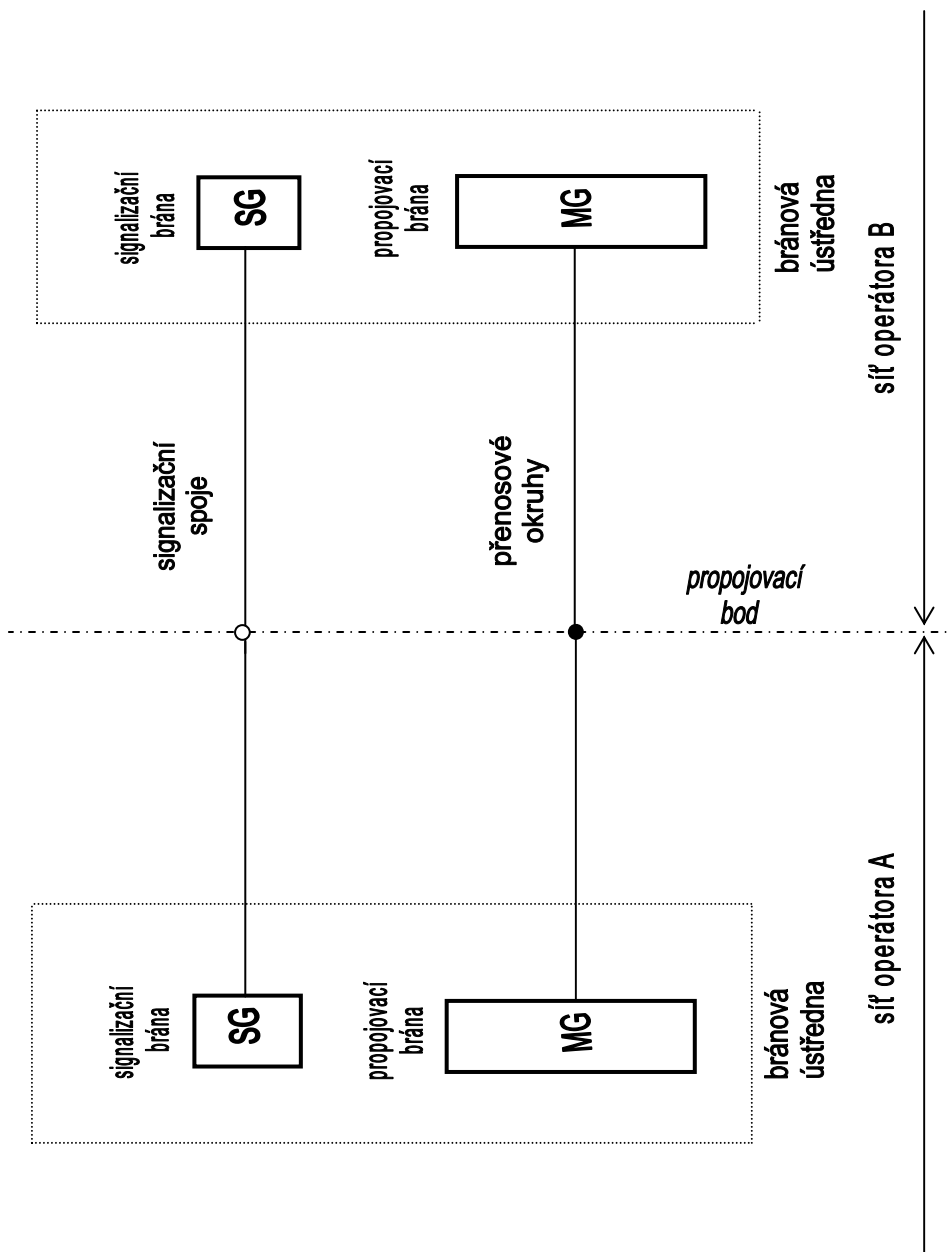 signalizační
brána
SG
signalizační
spoje
signalizační
brána
SG
propojovací
brána
MG
přenosové
okruhy
propojovací
brána
MG
bránová
ústředna
propojovací
bod
bránová
ústředna
síť operátora A
síť operátora B